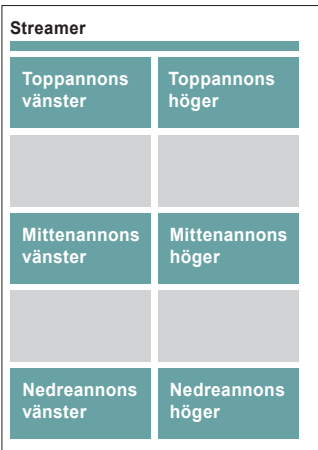 Streamer
Toppannons
vänster
Toppannons
höger
Mittenannons
vänster
Mittenannons
höger
Nedreannons
vänster
Nedreannons
höger